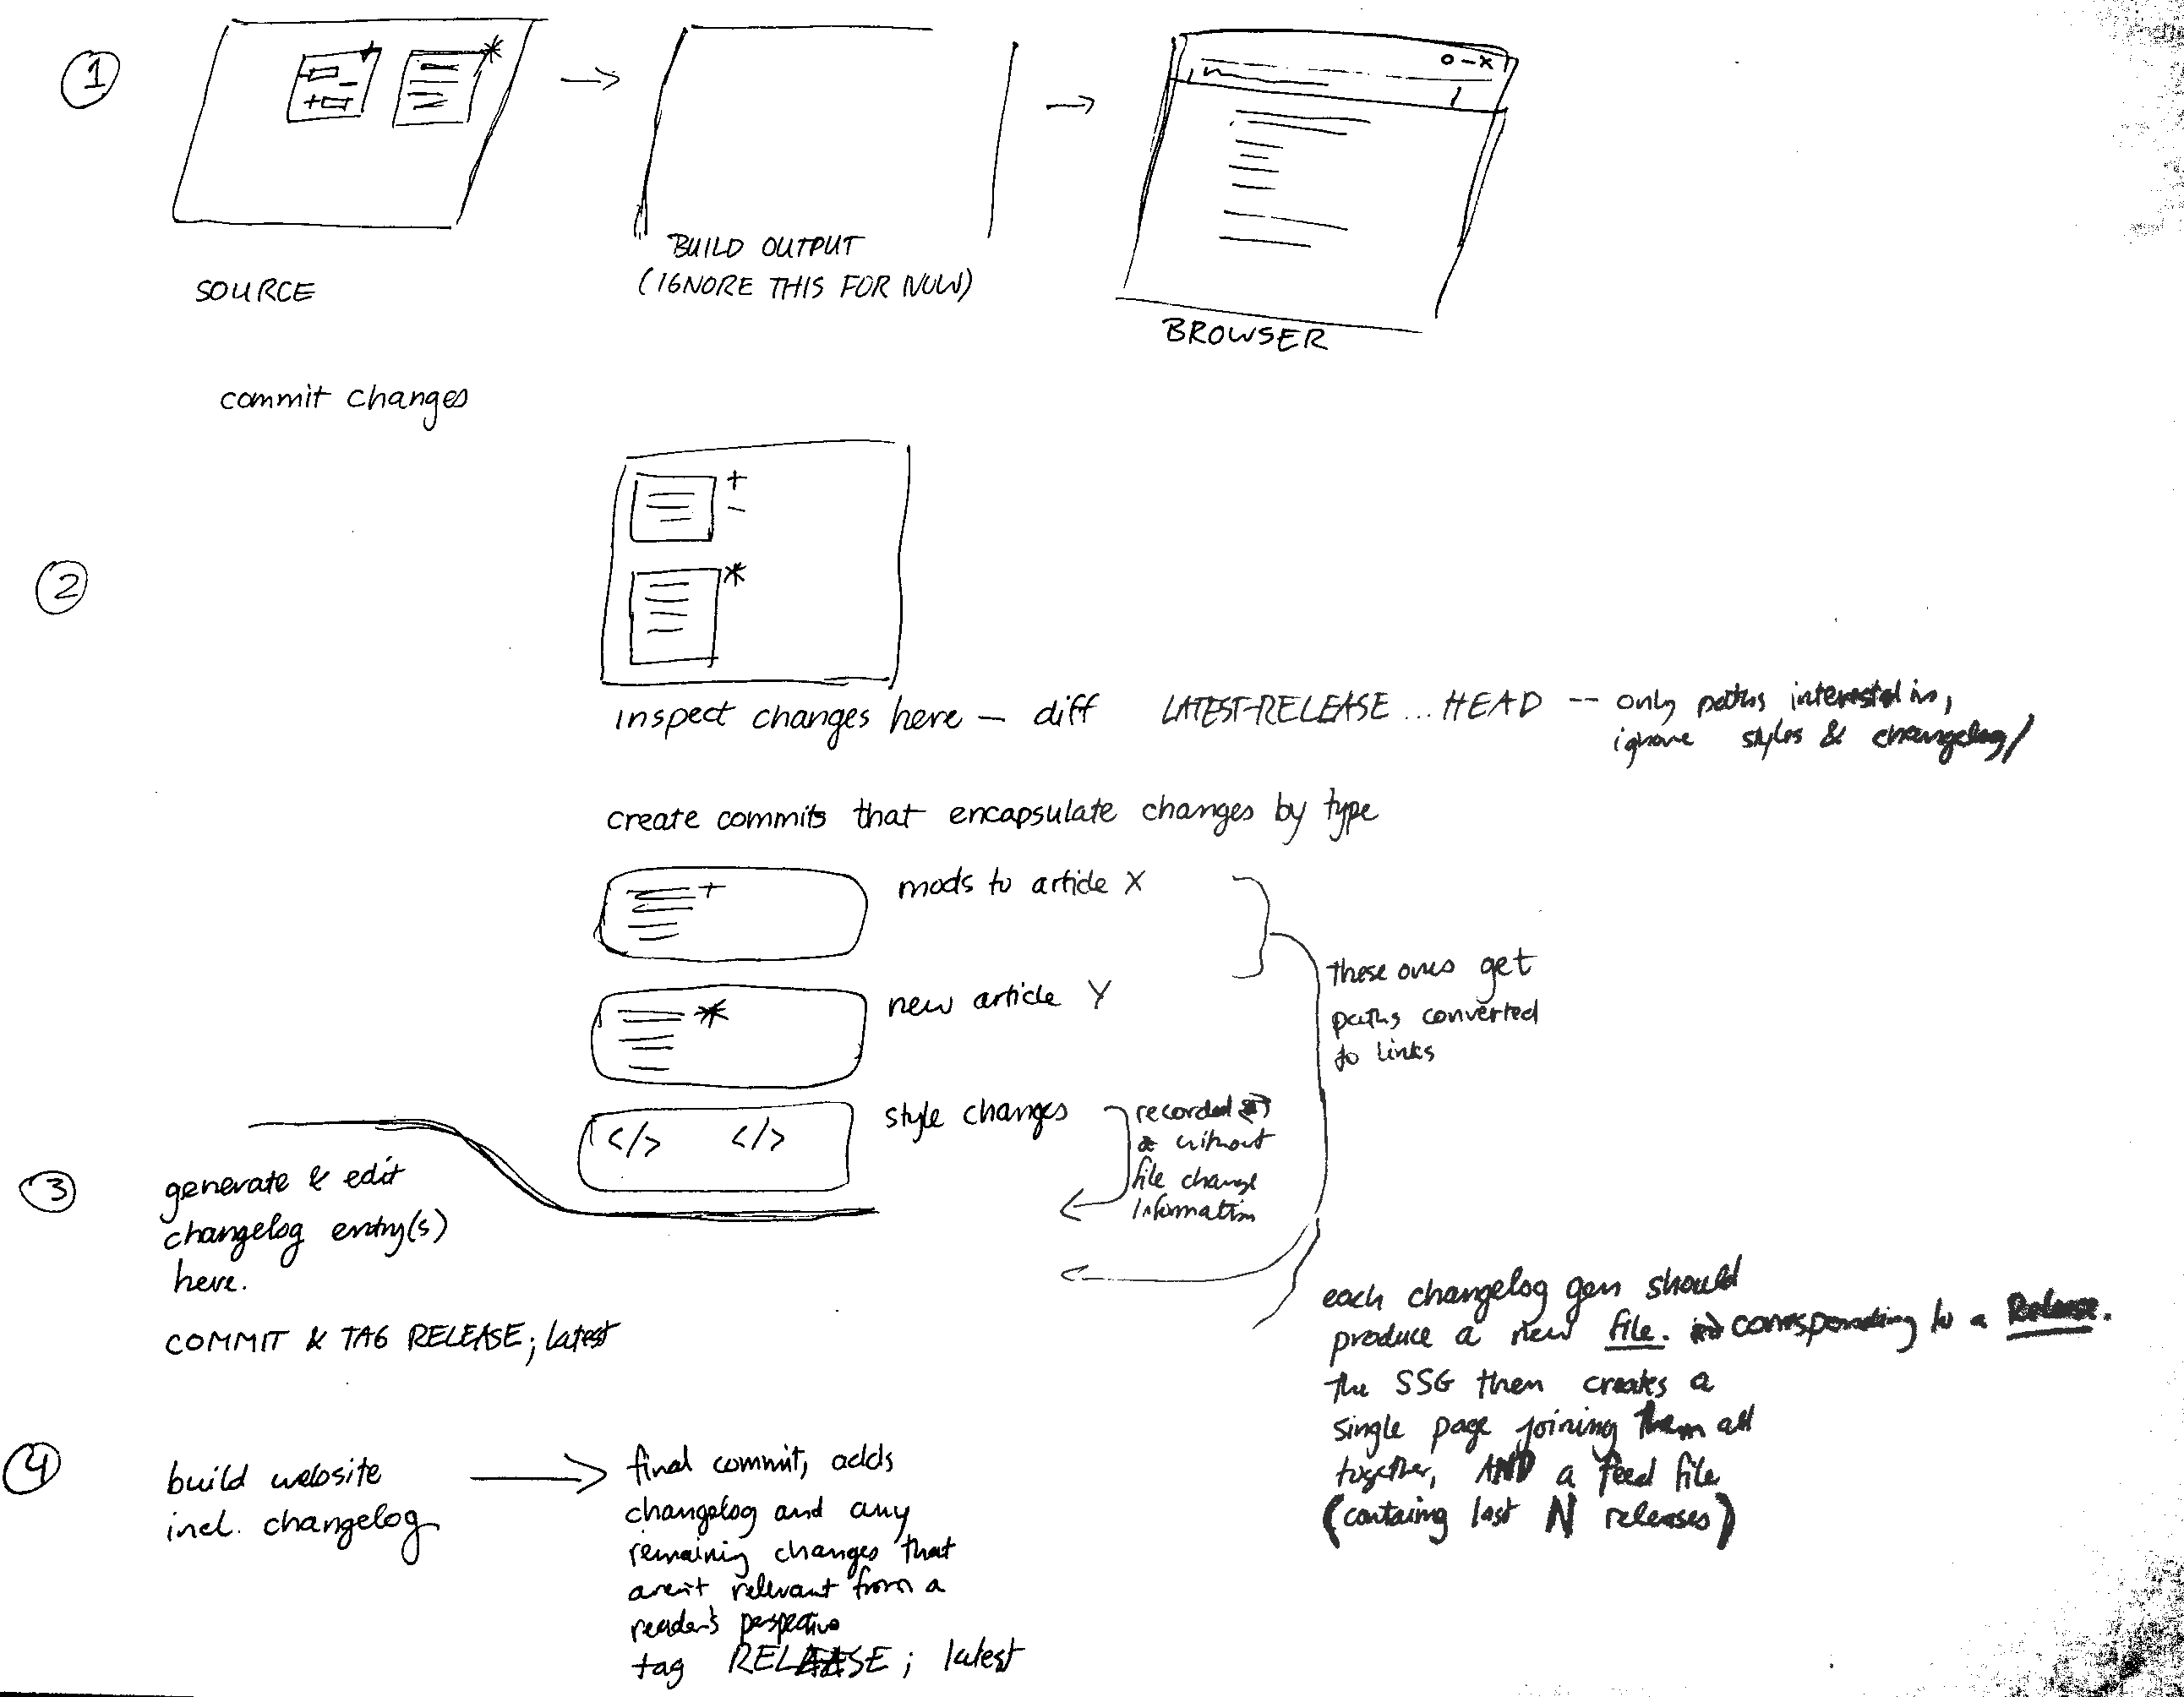 1
SOURCE
BUILD OUTPUT
(IGNORE THIS FOR NOW)
BROWSER
commit changes
2
inspect changes here — diff LATEST-RELEASE...HEAD -- only paths interested in,
ignore styles & changelog/
create commits that encapsulate changes by type
mods to article X
new article Y
these ones get
paths converted
to links
</> </>
style changes
recorded
without
file change
information
3
generate & edit
changelog entry(s)
here.
COMMIT & TAG RELEASE; latest
each changelog gen should
produce a new file. corresponding to a Release.
the SSG then creates a
single page joining them all
together, AND a feed file
(containg last N releases)
4
build website
incl. changelog
final commit, adds
changelog and any
remaining changes that
aren't relevant from a
reader's perspective
tag RELEASE; latest